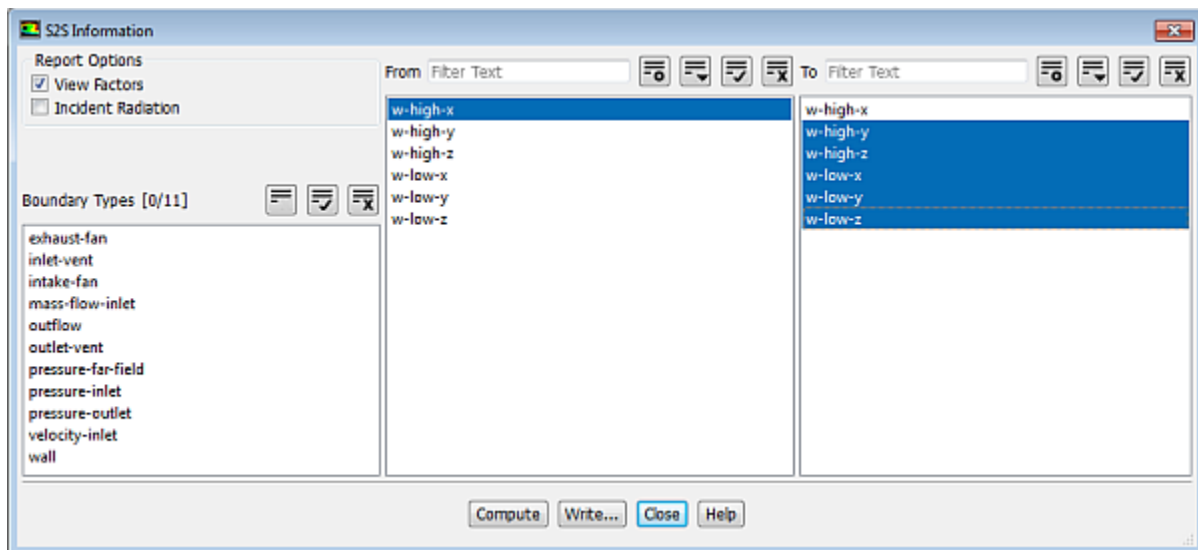 S2S Information
Report Options
View Factors
Incident Radiation
Boundary Types [0/11]
exhaust-fan
inlet-vent
intake-fan
mass-flow-inlet
outflow
outlet-vent
pressure-far-field
pressure-inlet
pressure-outlet
velocity-inlet
wall
From Filter Text
w-high-x
w-high-y
w-high-z
w-low-x
w-low-y
w-low-z
To Filter Text
w-high-x
w-high-y
w-high-z
w-low-x
w-low-y
w-low-z
Compute Write... Close Help